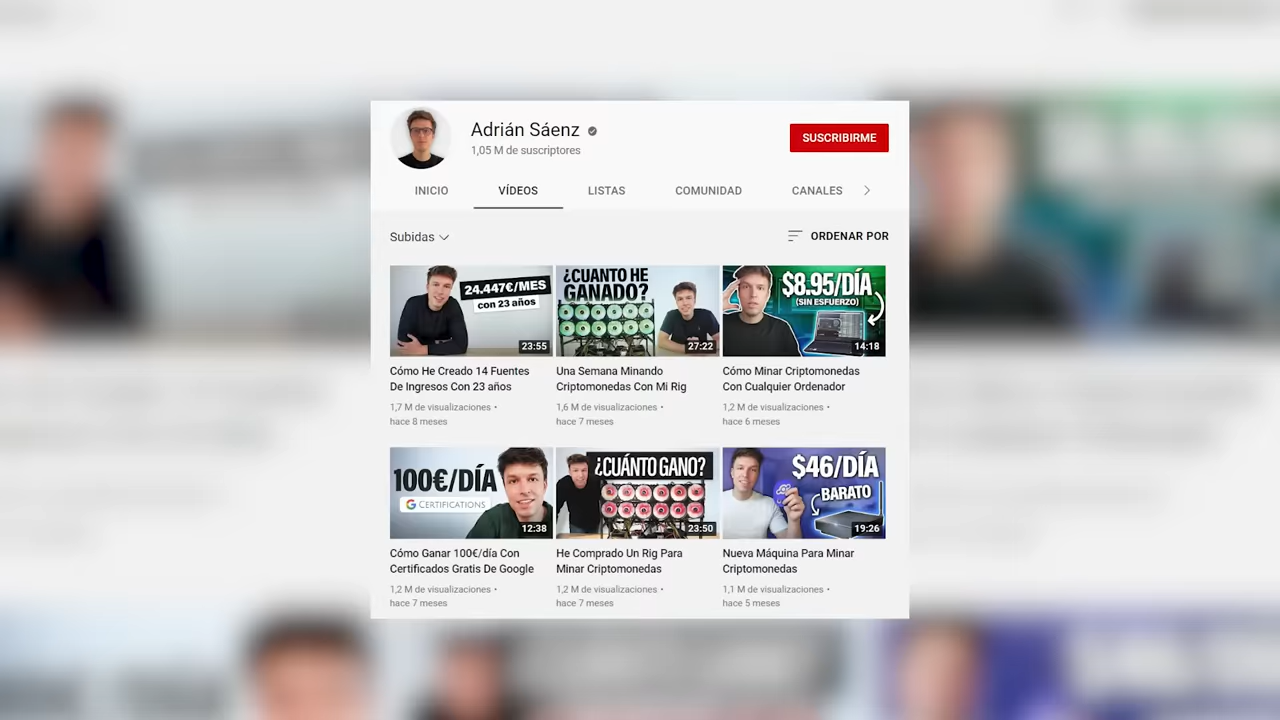 Adrián Sáenz
1,05 M de suscriptores
SUSCRIBIRME
INICIO
VÍDEOS
LISTAS
COMUNIDAD
CANALES
Subidas
ORDENAR POR
24.447€/MES
con 23 años
23:55
¿CUANTO HE
GANADO?
27:22
$8.95/DÍA
(SIN ESFUERZO)
14:18
Cómo He Creado 14 Fuentes
De Ingresos Con 23 años
1,7 M de visualizaciones •
hace 8 meses
Una Semana Minando
Criptomonedas Con Mi Rig
1,6 M de visualizaciones •
hace 7 meses
Cómo Minar Criptomonedas
Con Cualquier Ordenador
1,2 M de visualizaciones •
hace 6 meses
100€/DÍA
G CERTIFICATIONS
12:38
¿CUÁNTO GANO?
23:50
$46/DÍA
BARATO
19:26
Cómo Ganar 100€/día Con
Certificados Gratis De Google
1,2 M de visualizaciones •
hace 7 meses
He Comprado Un Rig Para
Minar Criptomonedas
1,2 M de visualizaciones •
hace 7 meses
Nueva Máquina Para Minar
Criptomonedas
1,1 M de visualizaciones •
hace 5 meses